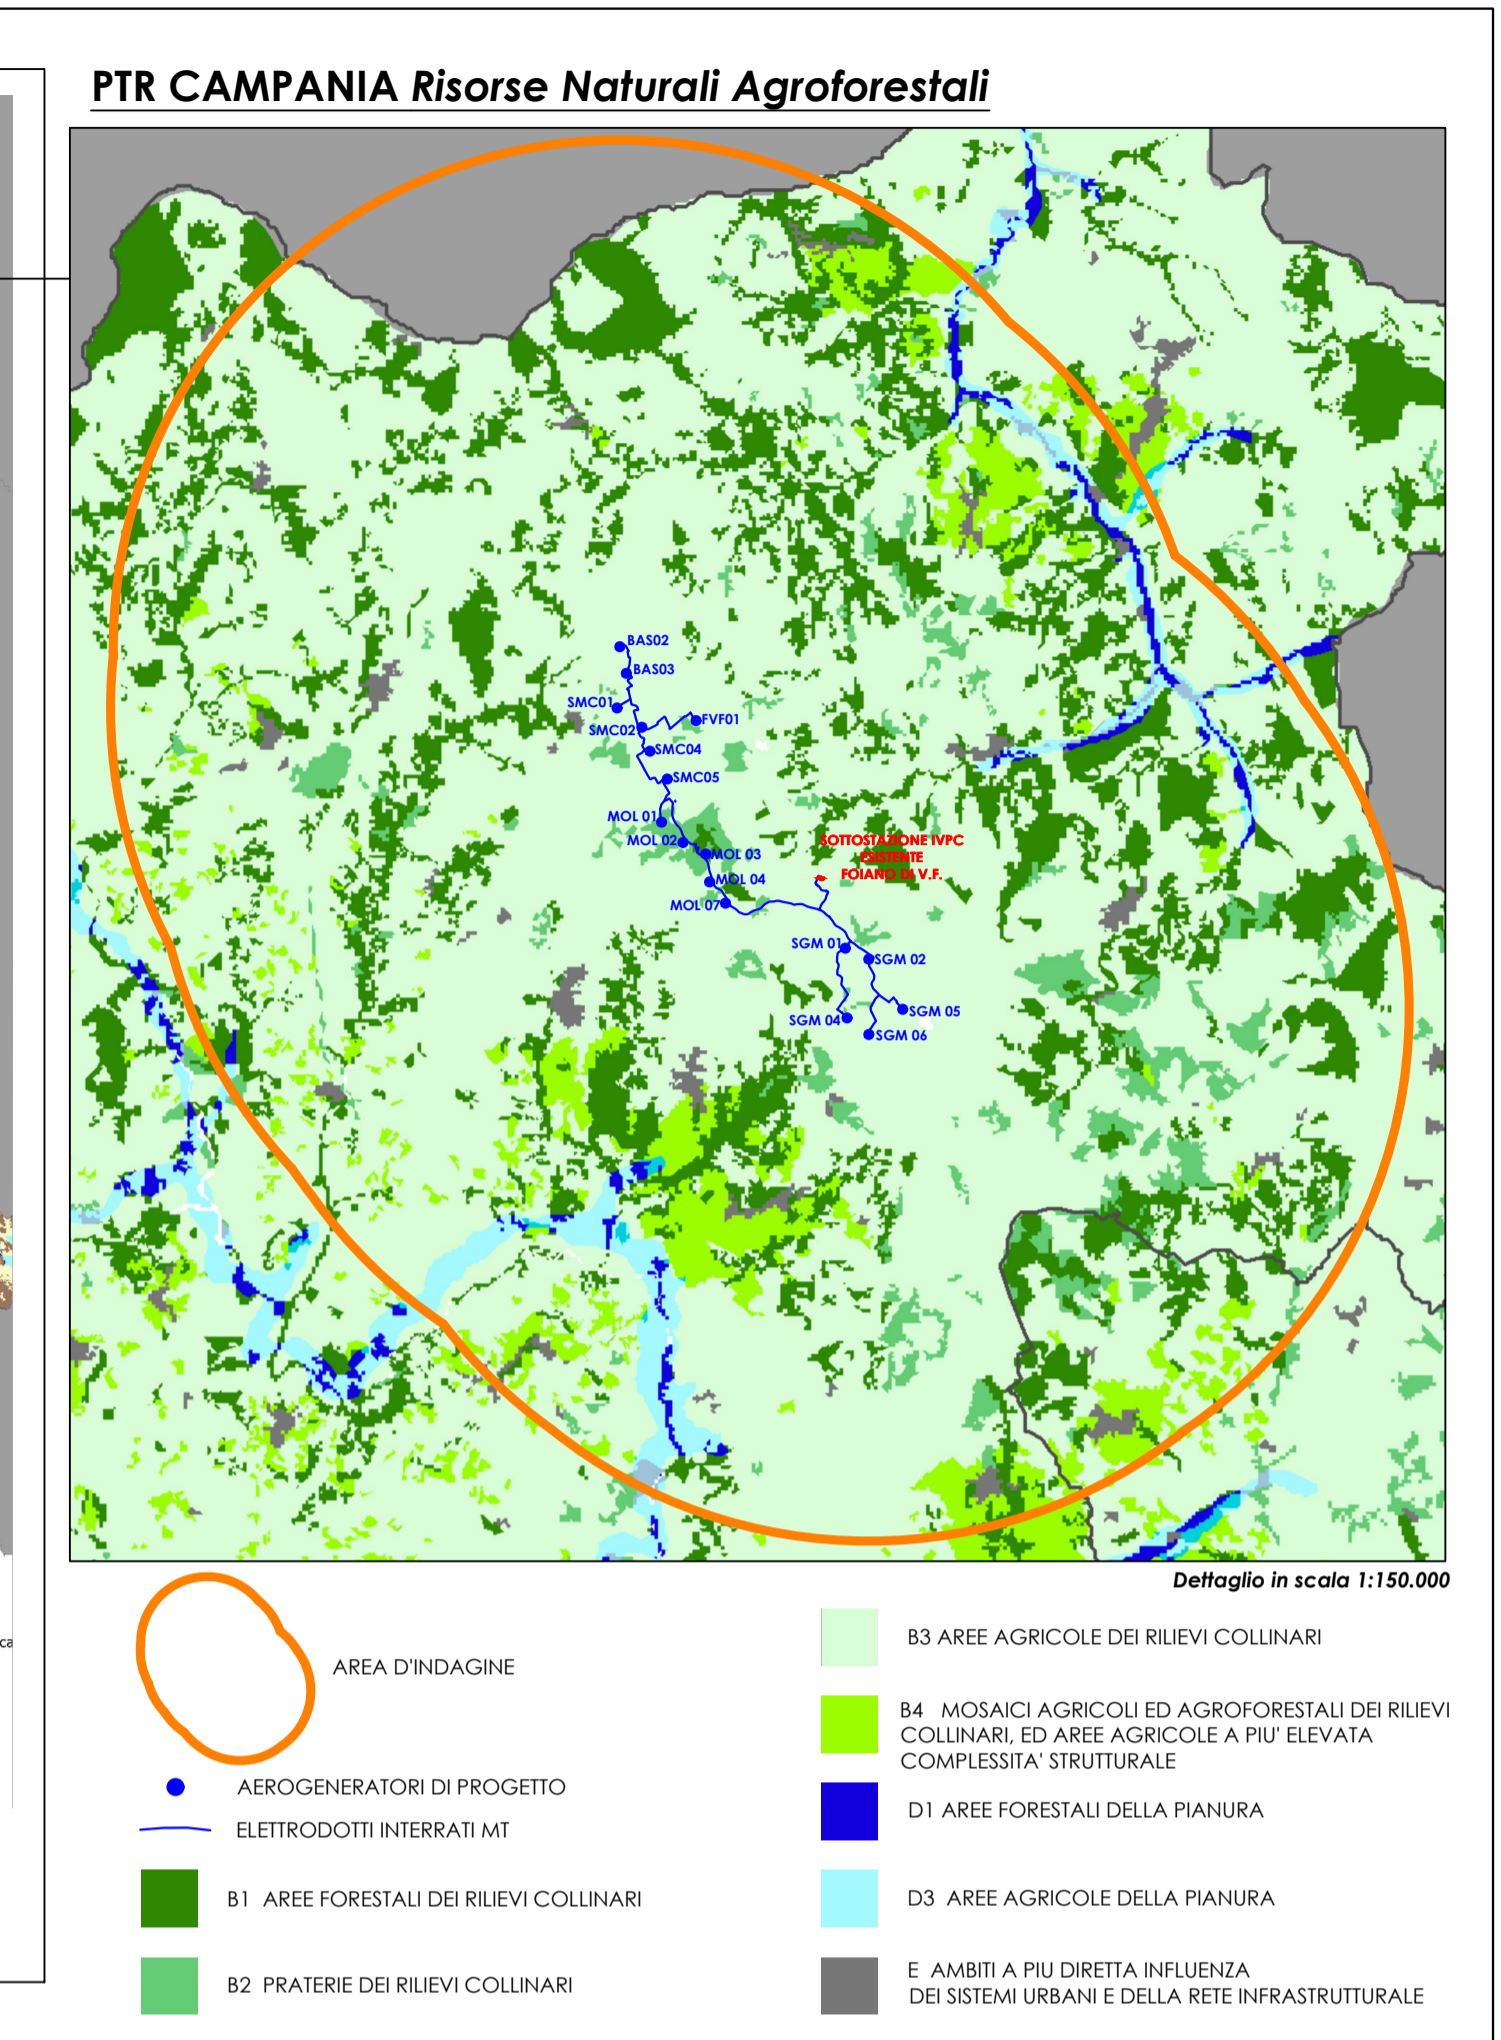 PTR CAMPANIA Risorse Naturali Agroforestali
BAS02
BAS03
SMC01
FVF01
SMC02
SMC04
SMC05
MOL 01
MOL 02
MOL 03
MOL 04
MOL 07
SOTTOSTAZIONE IVPC
ESISTENTE
FOIANO DI V.F.
SGM 01
SGM 02
SGM 05
SGM 04
SGM 06
Dettaglio in scala 1:150.000
ca
AREA D'INDAGINE
AEROGENERATORI DI PROGETTO
ELETTRODOTTI INTERRATI MT
B1 AREE FORESTALI DEI RILIEVI COLLINARI
B2 PRATERIE DEI RILIEVI COLLINARI
B3 AREE AGRICOLE DEI RILIEVI COLLINARI
B4 MOSAICI AGRICOLI ED AGROFORESTALI DEI RILIEVI
COLLINARI, ED AREE AGRICOLE A PIU' ELEVATA
COMPLESSITA' STRUTTURALE
D1 AREE FORESTALI DELLA PIANURA
D3 AREE AGRICOLE DELLA PIANURA
E AMBITI A PIU DIRETTA INFLUENZA
DEI SISTEMI URBANI E DELLA RETE INFRASTRUTTURALE